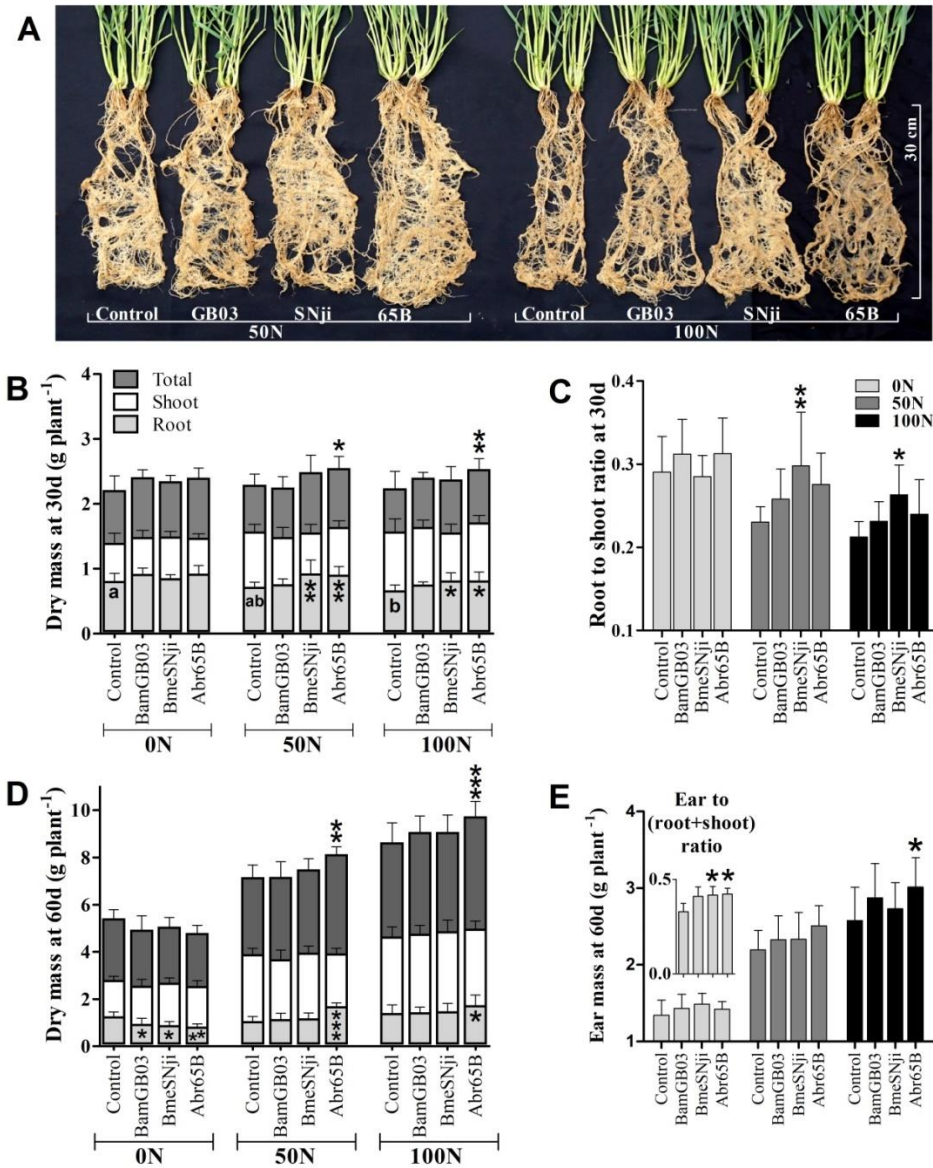 A
30 cm
Control GB03 SNji 65B Control GB03 SNji 65B
50N 100N
B
Dry mass at 30d (g plant-1)
4
3
2
1
0
Total
Shoot
Root
*
**
a
ab
**
**
b
*
*
Control
BamGB03
BmeSNji
Abr65B
Control
BamGB03
BmeSNji
Abr65B
Control
BamGB03
BmeSNji
Abr65B
0N 50N 100N
C
Root to shoot ratio at 30d
0.4
0.3
0.2
0.1
0N
50N
100N
**
*
Control
BamGB03
BmeSNji
Abr65B
Control
BamGB03
BmeSNji
Abr65B
Control
BamGB03
BmeSNji
Abr65B
D
Dry mass at 60d (g plant-1)
10
8
6
4
2
0
**
***
*
*
**
***
*
Control
BamGB03
BmeSNji
Abr65B
Control
BamGB03
BmeSNji
Abr65B
Control
BamGB03
BmeSNji
Abr65B
0N 50N 100N
E
Ear mass at 60d (g plant-1)
4
3
2
1
Ear to
(root+shoot)
ratio
0.5
0.0
* *
*
Control
BamGB03
BmeSNji
Abr65B
Control
BamGB03
BmeSNji
Abr65B
Control
BamGB03
BmeSNji
Abr65B